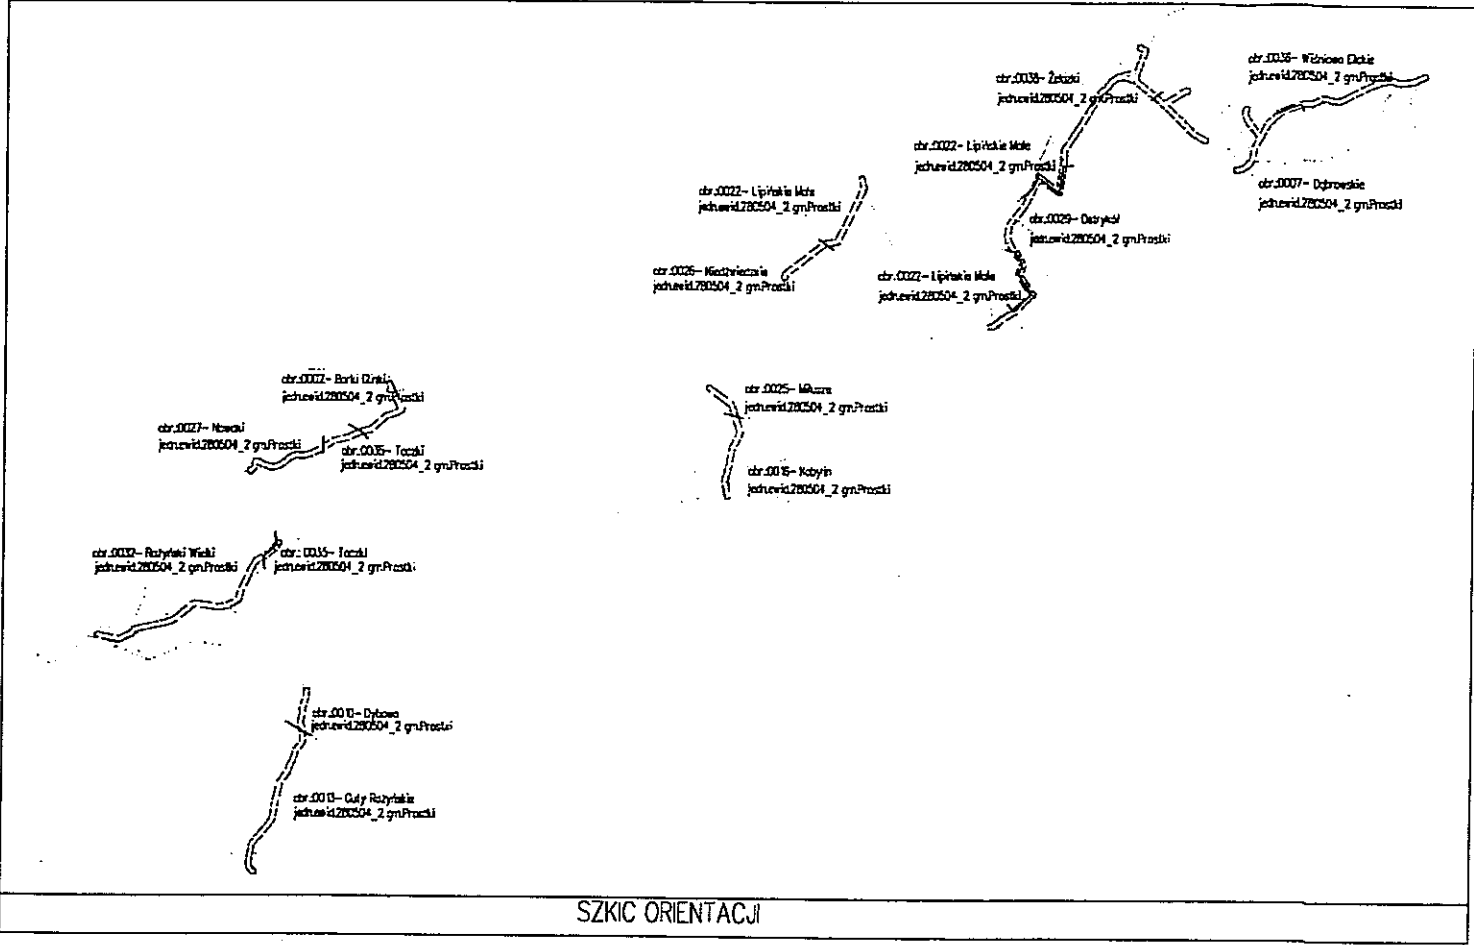 obr.:0038- Żelazki
jedn.ewid.280504_2 gm.Prostki
obr.:0036- Wiśniowo Ełckie
jedn.ewid.280504_2 gm.Prostki
obr.:0022- Lipińskie Małe
jedn.ewid.280504_2 gm.Prostki
obr.:0007- Dąbrowskie
jedn.ewid.280504_2 gm.Prostki
obr.:0022- Lipińskie Małe
jedn.ewid.280504_2 gm.Prostki
obr.:0029- Ostrykół
jedn.ewid.280504_2 gm.Prostki
obr.:0026- Niedźwieckie
jedn.ewid.280504_2 gm.Prostki
obr.:0022- Lipińskie Małe
jedn.ewid.280504_2 gm.Prostki
obr.:0002- Borki
jedn.ewid.280504_2 gm.Prostki
obr.:0025- Miłusze
jedn.ewid.280504_2 gm.Prostki
obr.:0027-
jedn.ewid.280504_2 gm.Prostki
obr.:0035- Toczki
jedn.ewid.280504_2 gm.Prostki
obr.:0016- Kobylin
jedn.ewid.280504_2 gm.Prostki
obr.:0032- Rożyński Wielki
jedn.ewid.280504_2 gm.Prostki
obr.: 0035- Toczki
jedn.ewid.280504_2 gm.Prostki
obr.:0010- Dybowo
jedn.ewid.280504_2 gm.Prostki
obr.:0013- Guty Rożyńskie
jedn.ewid.280504_2 gm.Prostki
SZKIC ORIENTACJI